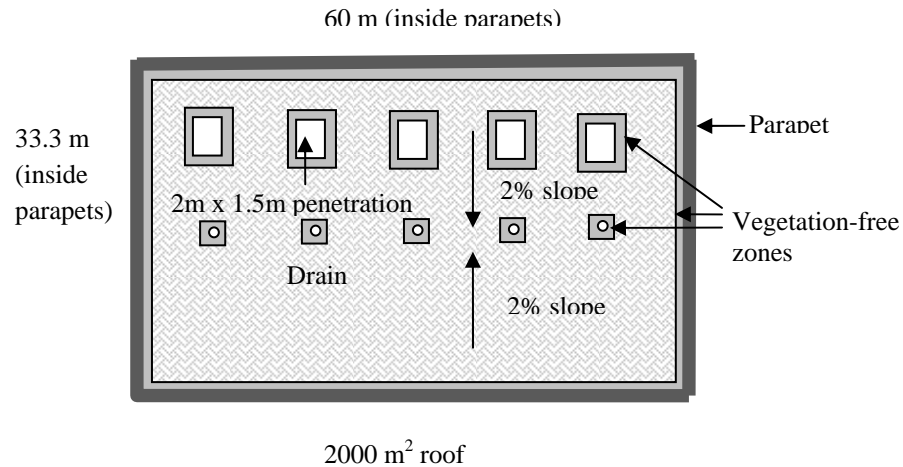 60 m (inside parapets)
33.3 m
(inside
parapets)
Parapet
2m x 1.5m penetration
2% slope
Vegetation-free
zones
Drain
2% slope
2000 m² roof